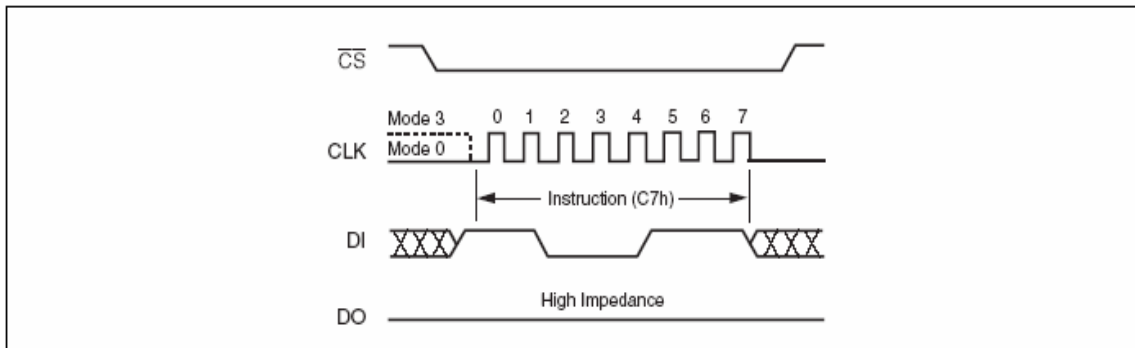 CS
Mode 3
0 1 2 3 4 5 6 7
CLK
Mode 0
Instruction (C7h)
DI
High Impedance
DO